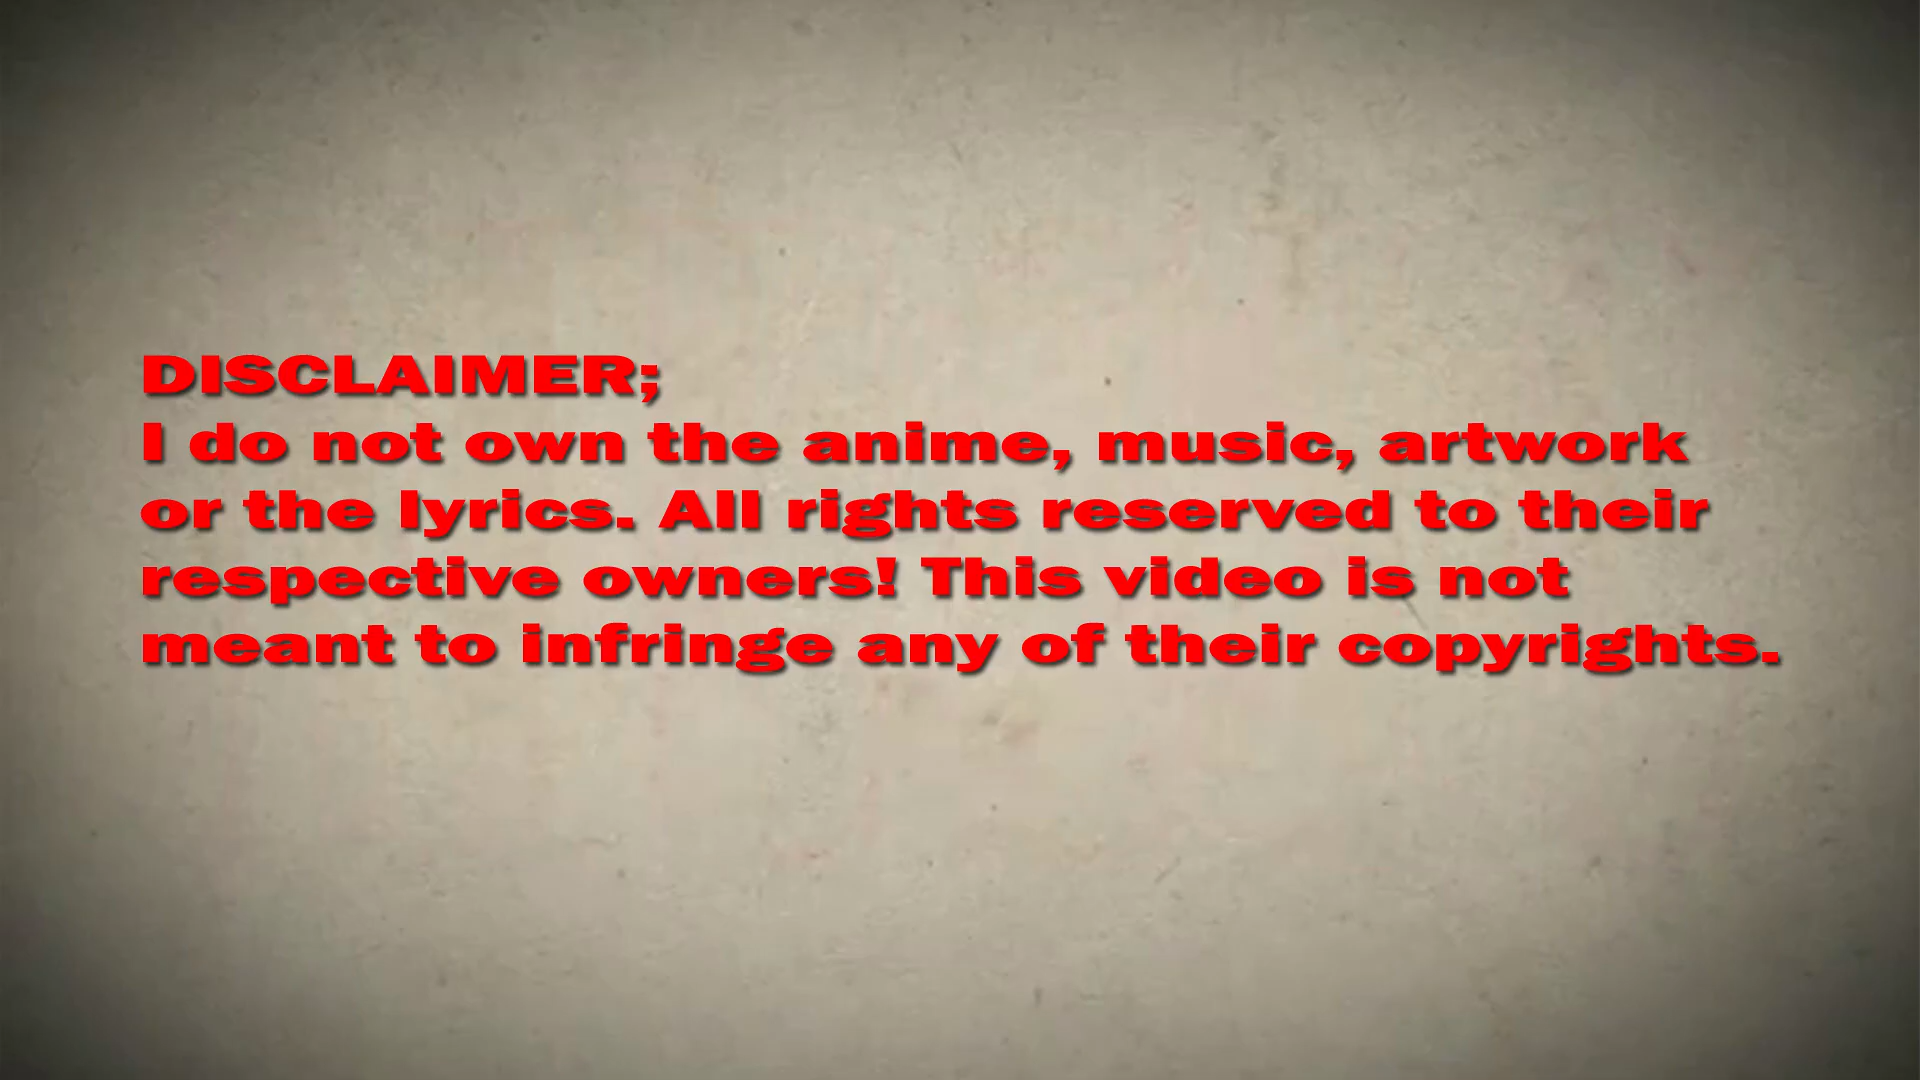 DISCLAIMER;
I do not own the anime, music, artwork
or the lyrics. All rights reserved to their
respective owners! This video is not
meant to infringe any of their copyrights.